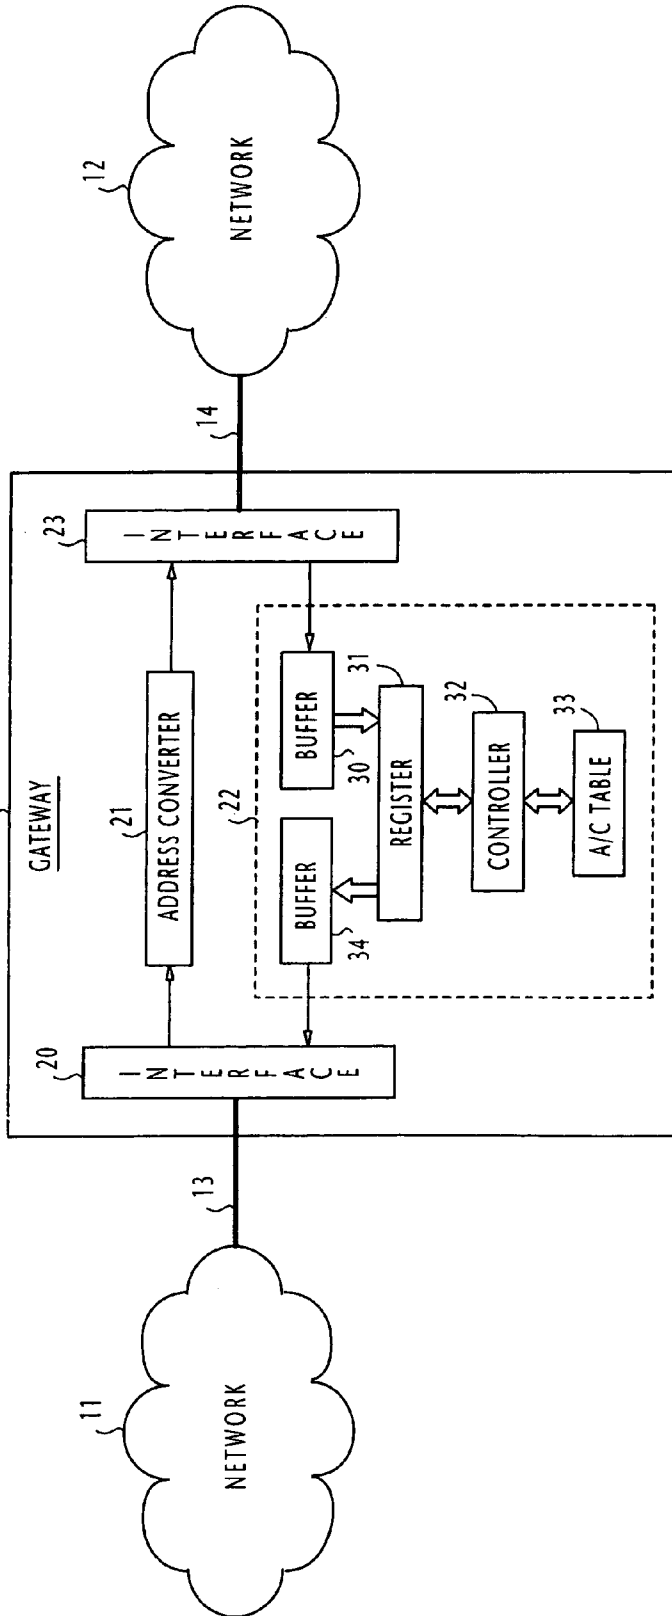 12
NETWORK
14
23
INTERFACE
GATEWAY
21
ADDRESS CONVERTER
22
BUFFER
30
31
REGISTER
32
CONTROLLER
33
A/C TABLE
BUFFER
34
20
INTERFACE
13
11
NETWORK